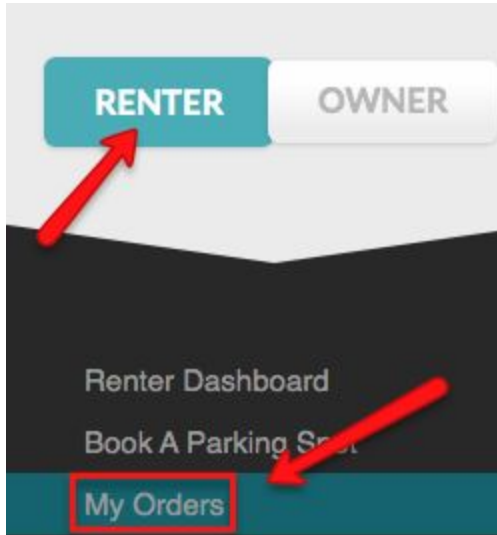 RENTER OWNER
Renter Dashboard
Book A Parking Spot
My Orders